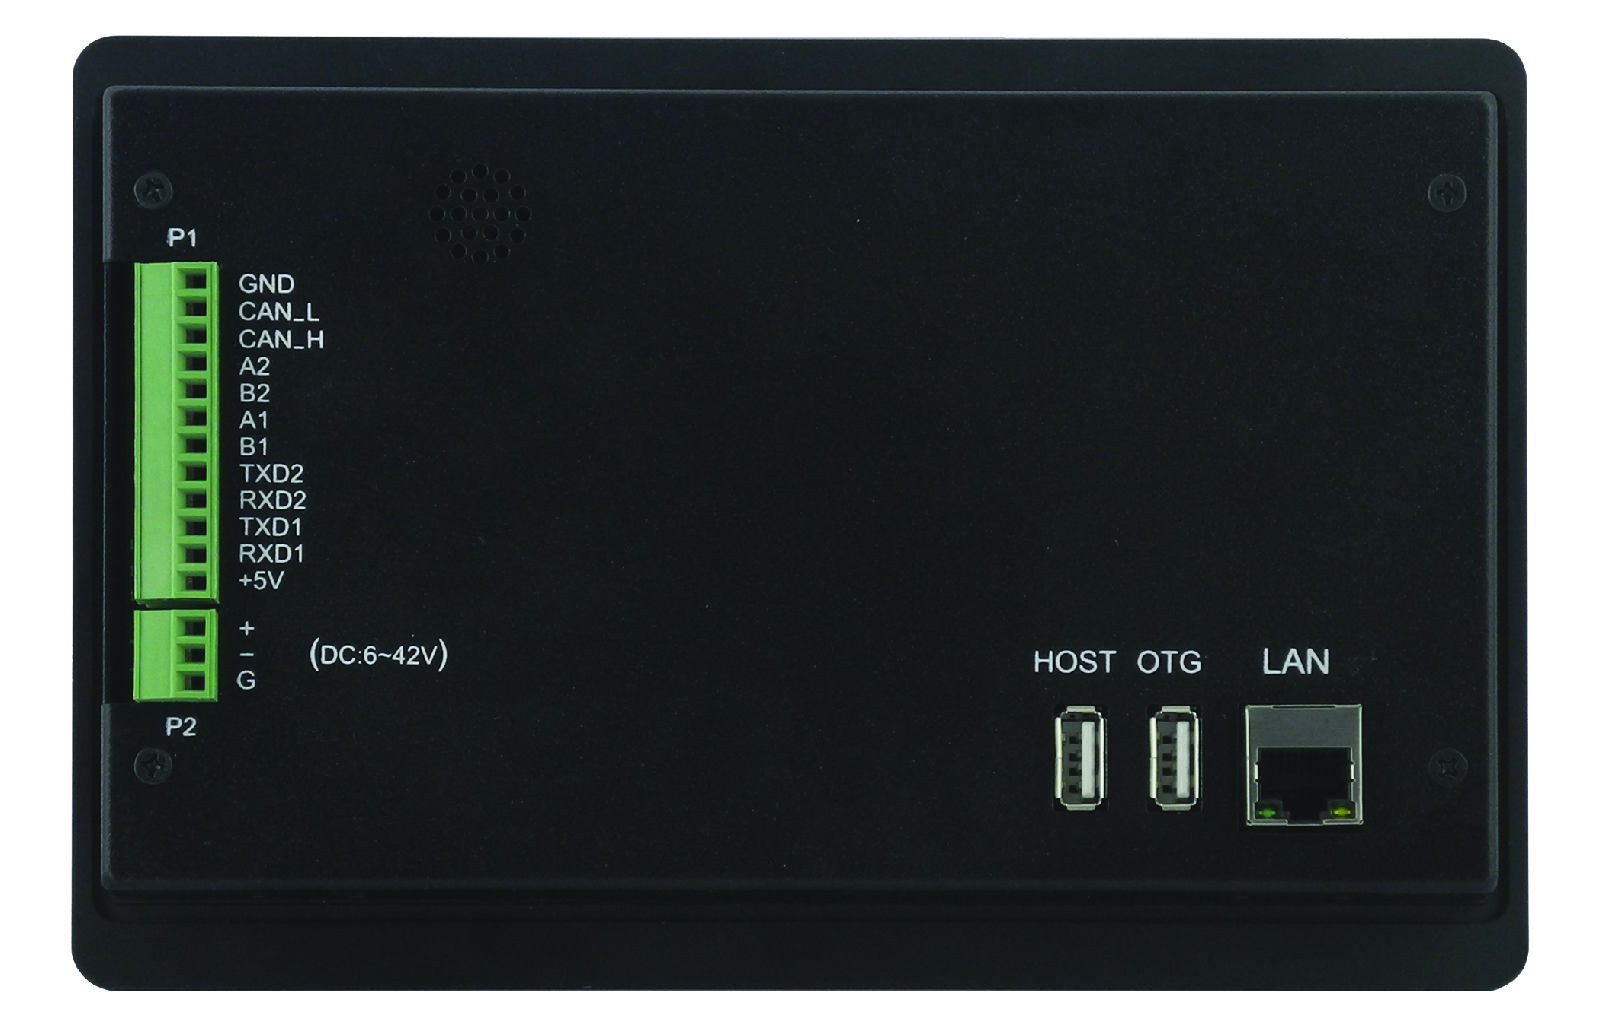 P1
GND
CAN_L
CAN_H
A2
B2
A1
B1
TXD2
RXD2
TXD1
RXD1
+5V
+
−
(DC:6~42V)
G
P2
HOST OTG LAN